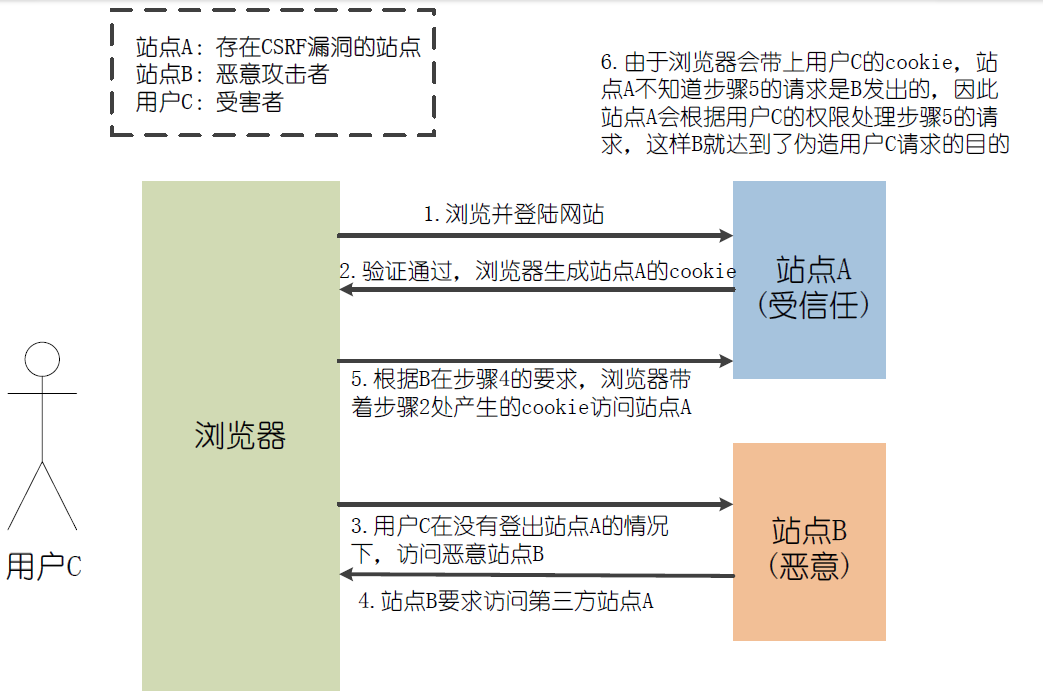 站点A: 存在CSRF漏洞的站点
站点B: 恶意攻击者
用户C: 受害者
6.由于浏览器会带上用户C的cookie, 站
点A不知道步骤5的请求是B发出的, 因此
站点A会根据用户C的权限处理步骤5的请
求, 这样B就达到了伪造用户C请求的目的
1.浏览并登陆网站
2.验证通过, 浏览器生成站点A的cookie
站点A
(受信任)
5.根据B在步骤4的要求, 浏览器带
着步骤2处产生的cookie访问站点A
浏览器
3.用户C在没有登出站点A的情况
下, 访问恶意站点B
站点B
(恶意)
用户C
4.站点B要求访问第三方站点A